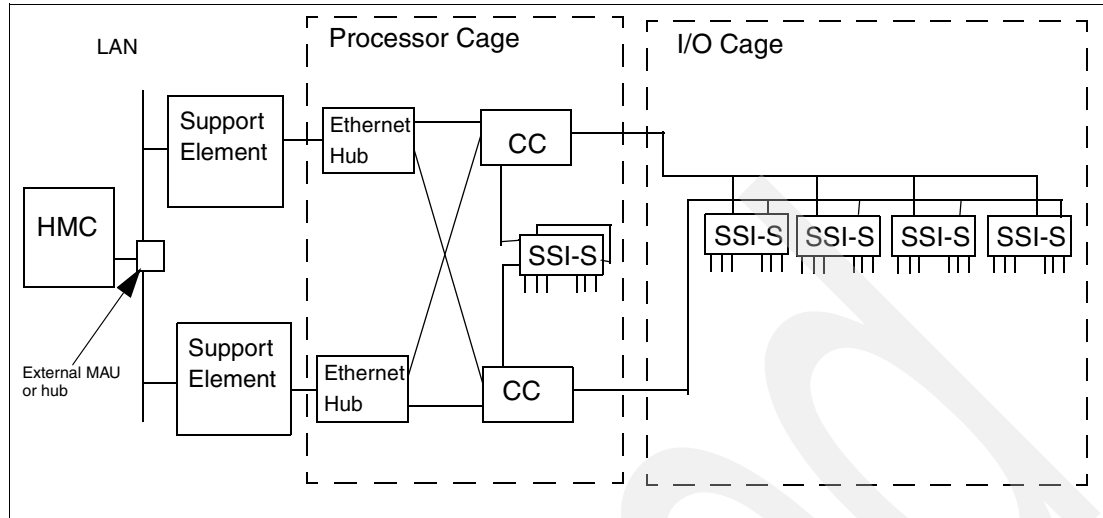 LAN
Processor Cage
I/O Cage
Support
Element
Ethernet
Hub
CC
HMC
SSI-S
SSI-S
SSI-S
SSI-S
SSI-S
Support
Element
External MAU
or hub
Ethernet
Hub
CC